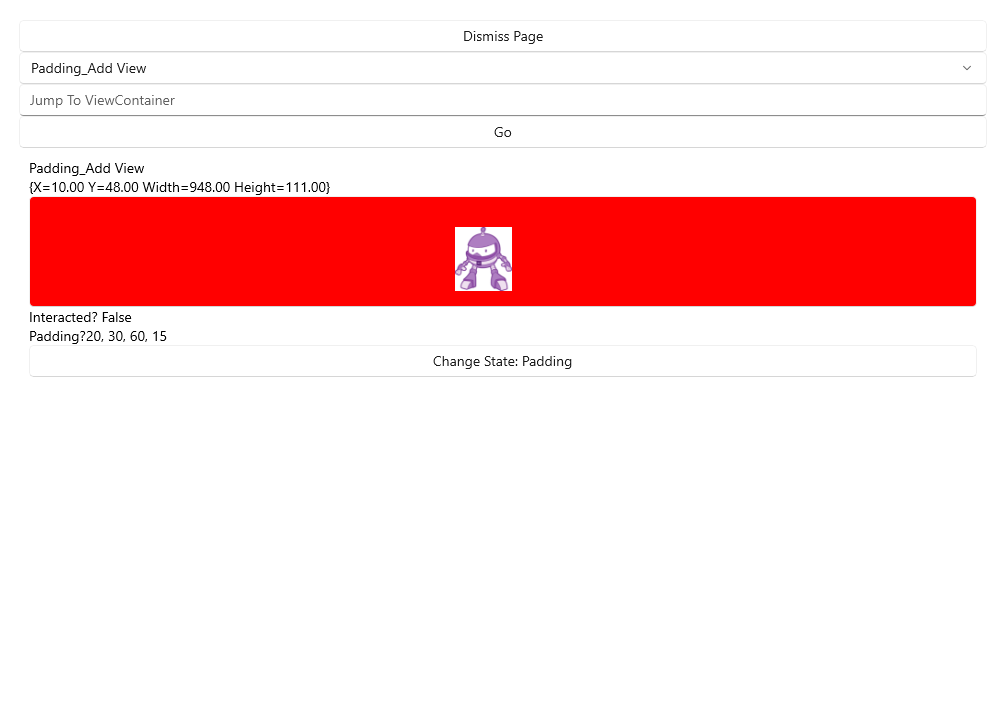 Dismiss Page
Padding_Add View
Jump To ViewContainer
Go
Padding_Add View
{X=10.00 Y=48.00 Width=948.00 Height=111.00}
Interacted? False
Padding?20, 30, 60, 15
Change State: Padding